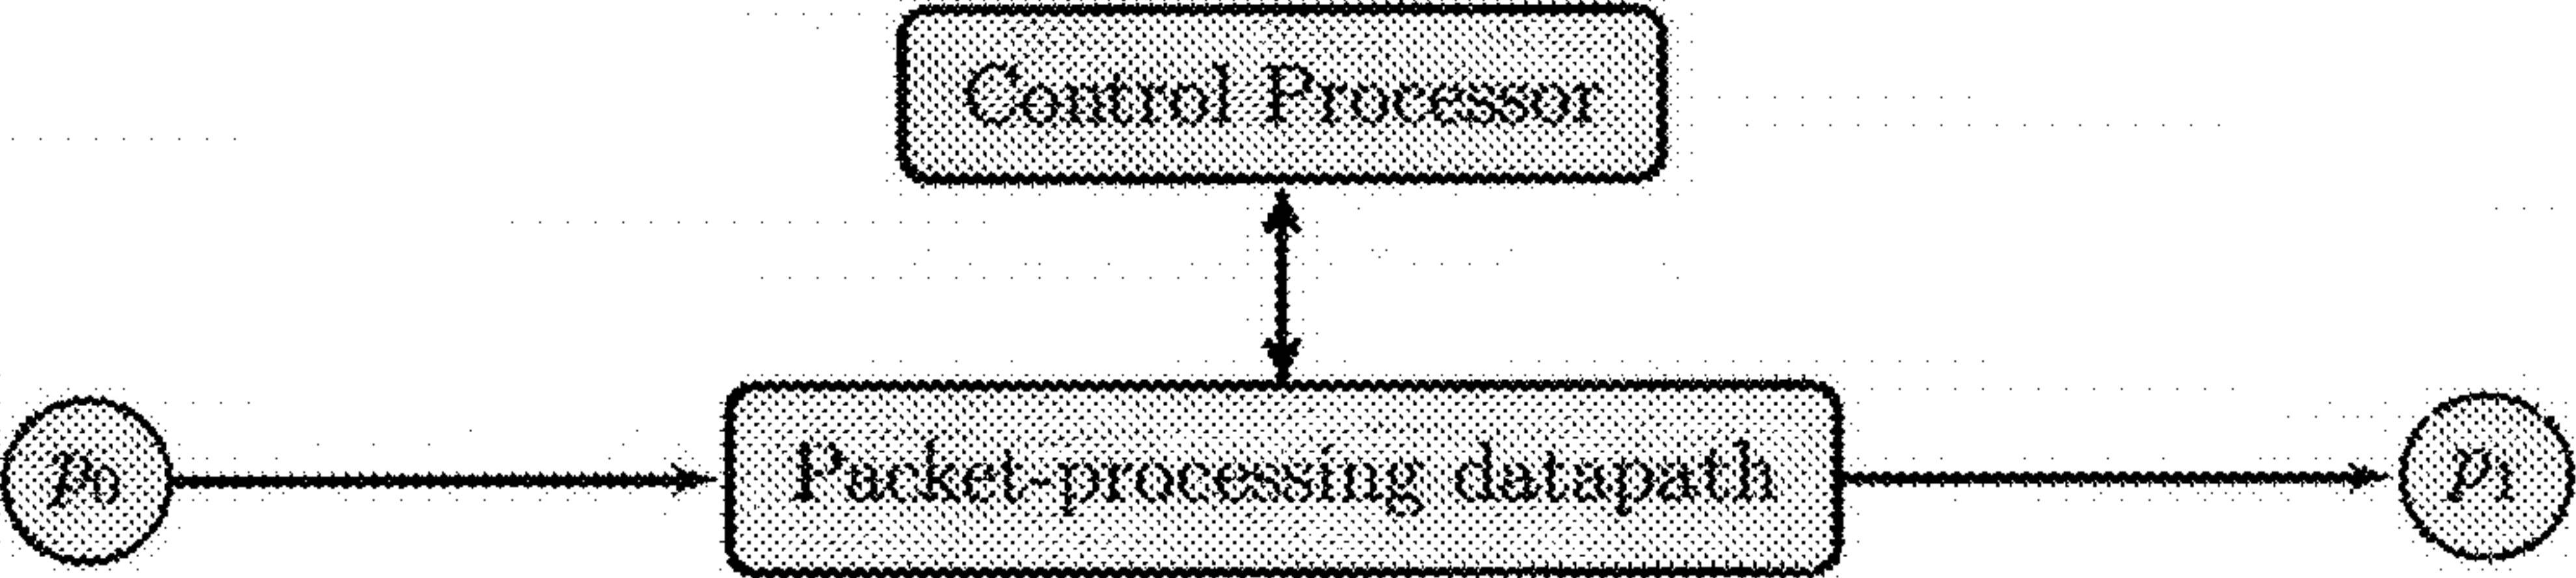 Control Processor
p₀ Packet-processing datapath p₁